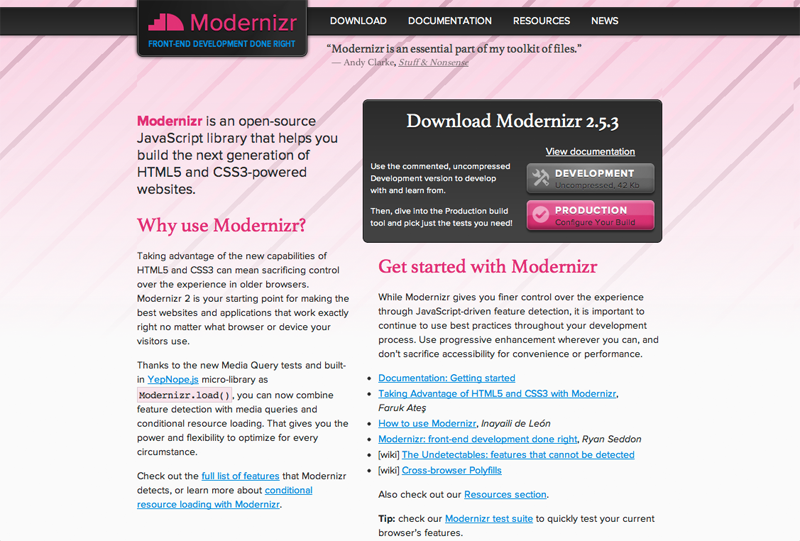 Modernizr
FRONT-END DEVELOPMENT DONE RIGHT
DOWNLOAD DOCUMENTATION RESOURCES NEWS
“Modernizr is an essential part of my toolkit of files.”
— Andy Clarke, Stuff & Nonsense
Modernizr is an open-source
JavaScript library that helps you
build the next generation of
HTML5 and CSS3-powered
websites.
Why use Modernizr?
Taking advantage of the new capabilities of
HTML5 and CSS3 can mean sacrificing control
over the experience in older browsers.
Modernizr 2 is your starting point for making the
best websites and applications that work exactly
right no matter what browser or device your
visitors use.
Thanks to the new Media Query tests and built-
in YepNope.js micro-library as
Modernizr.load(), you can now combine
feature detection with media queries and
conditional resource loading. That gives you the
power and flexibility to optimize for every
circumstance.
Check out the full list of features that Modernizr
detects, or learn more about conditional
resource loading with Modernizr.
Download Modernizr 2.5.3
View documentation
Use the commented, uncompressed
Development version to develop
with and learn from.
Then, dive into the Production build
tool and pick just the tests you need!
DEVELOPMENT
Uncompressed, 42 Kb
PRODUCTION
Configure Your Build
Get started with Modernizr
While Modernizr gives you finer control over the experience
through JavaScript-driven feature detection, it is important to
continue to use best practices throughout your development
process. Use progressive enhancement wherever you can, and
don’t sacrifice accessibility for convenience or performance.
• Documentation: Getting started
• Taking Advantage of HTML5 and CSS3 with Modernizr,
Faruk Ateş
• How to use Modernizr, Inayaili de León
• Modernizr: front-end development done right, Ryan Seddon
• [wiki] The Undetectables: features that cannot be detected
• [wiki] Cross-browser Polyfills
Also check out our Resources section.
Tip: check our Modernizr test suite to quickly test your current
browser’s features.